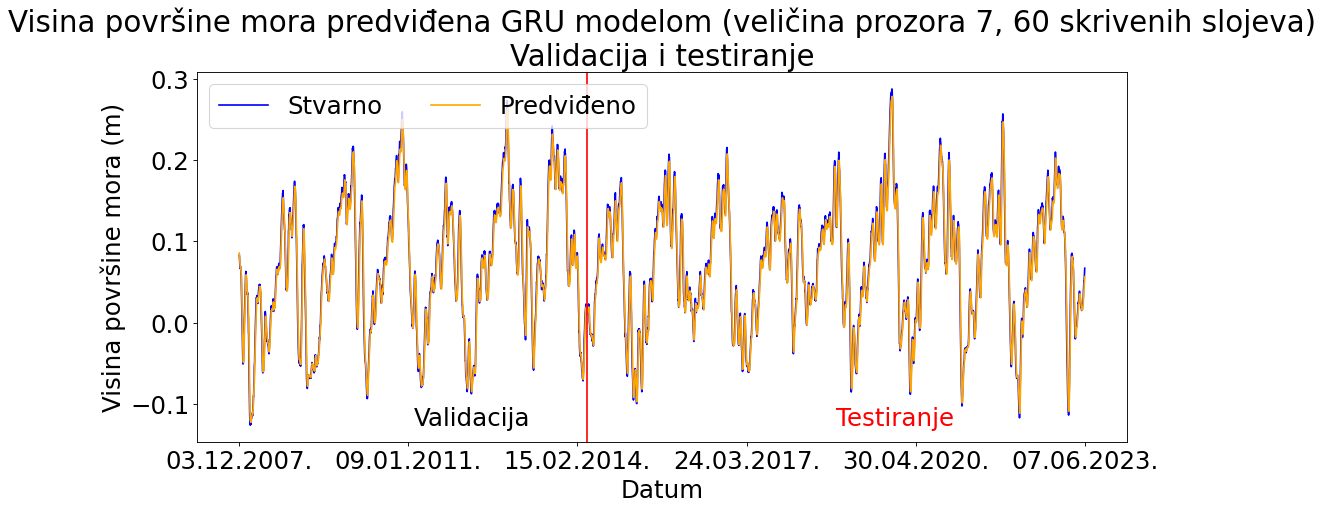 Visina površine mora predviđena GRU modelom (veličina prozora 7, 60 skrivenih slojeva)
Validacija i testiranje
Visina površine mora (m)
0.3
0.2
0.1
0.0
−0.1
Stvarno
Predviđeno
Validacija
Testiranje
03.12.2007.
09.01.2011.
15.02.2014.
24.03.2017.
30.04.2020.
07.06.2023.
Datum